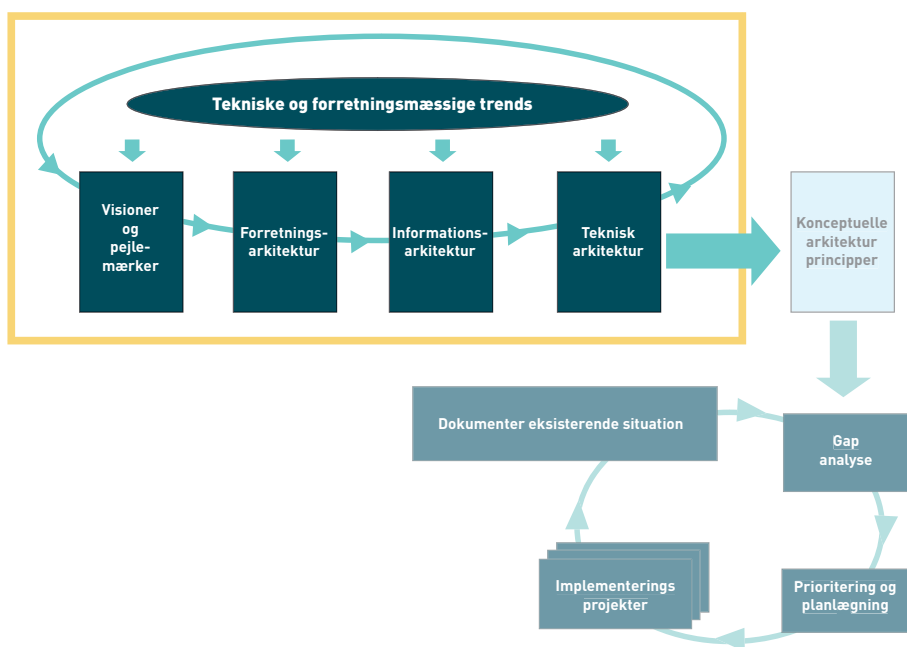 Tekniske og forretningsmæssige trends
Visioner
og
pejle-
mærker
Forretnings-
arkitektur
Informations-
arkitektur
Teknisk
arkitektur
Konceptuelle
arkitektur
principper
Dokumenter eksisterende situation
Gap
analyse
Implementerings
projekter
Prioritering og
planlægning